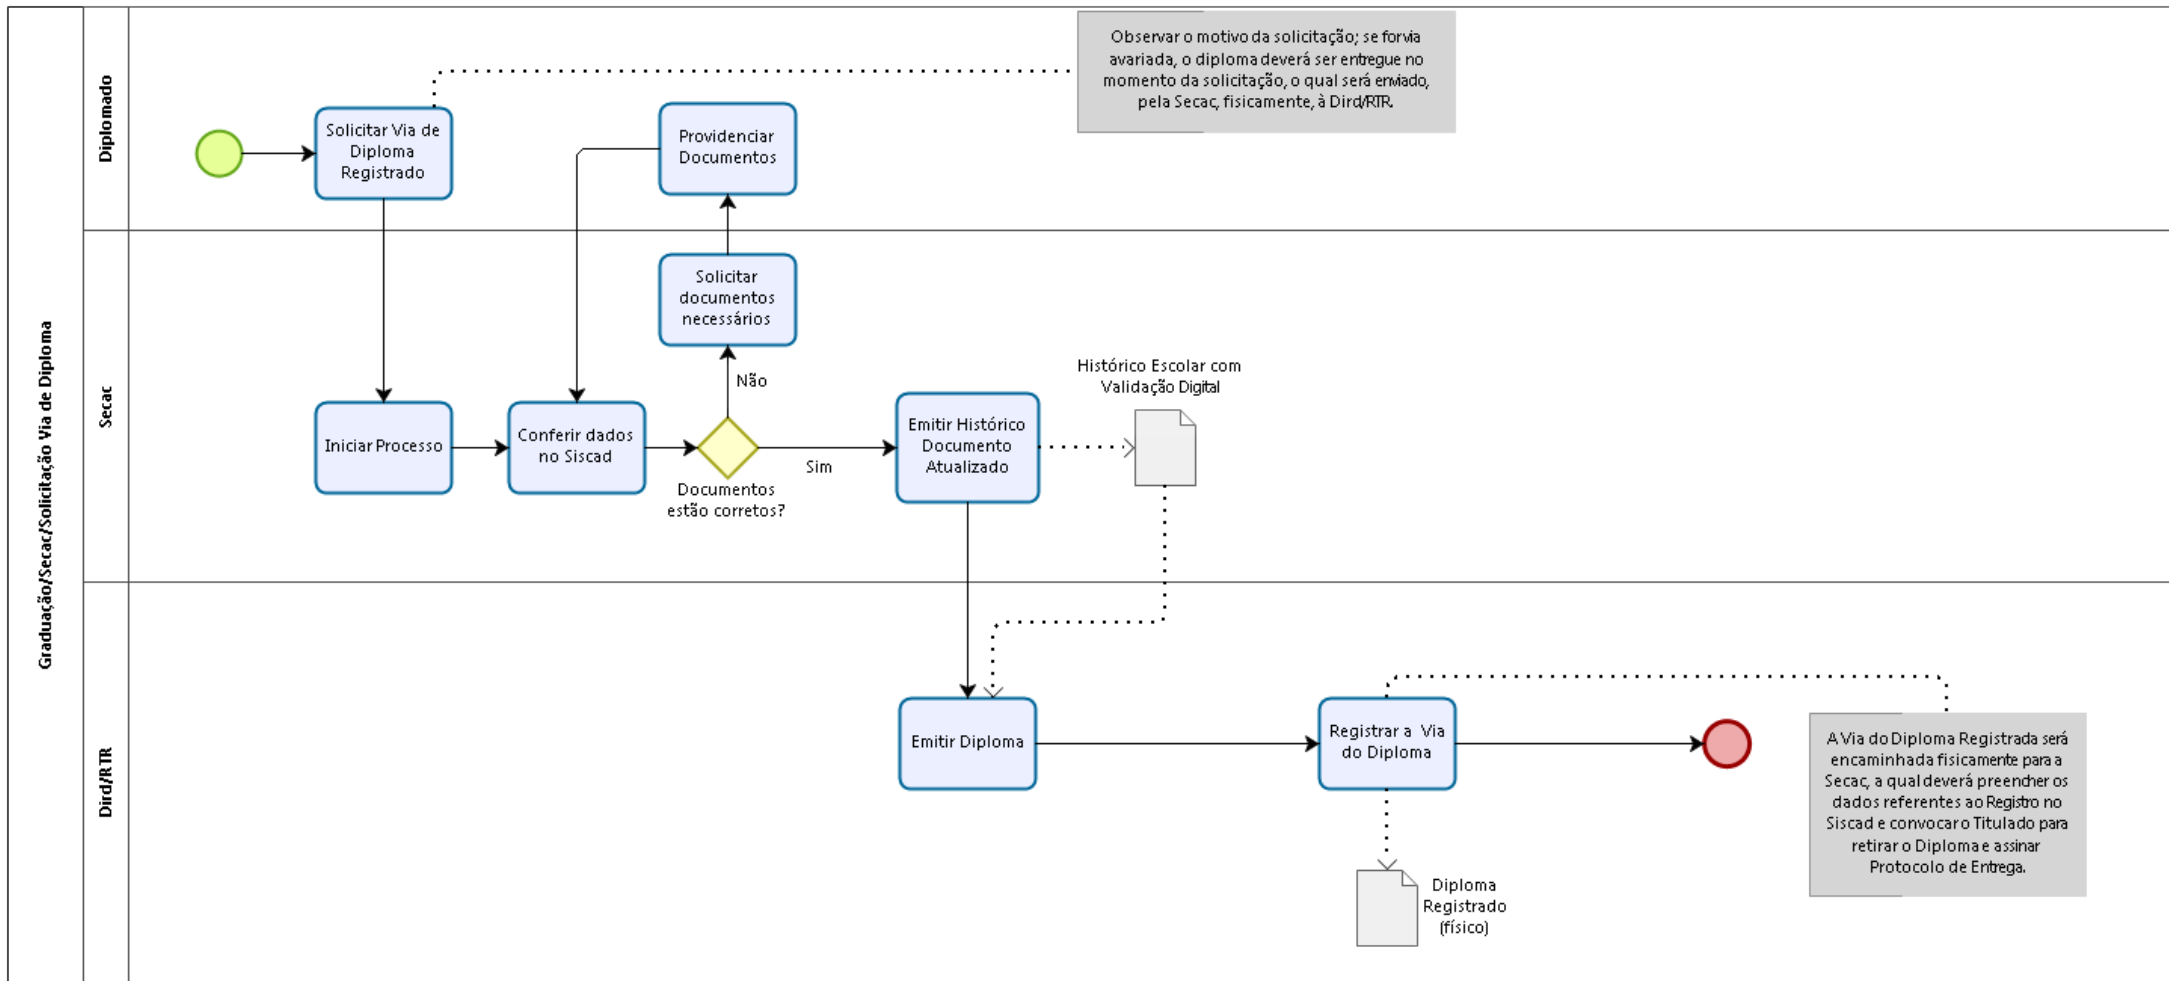 Graduação/Secac/Solicitação Via de Diploma
Diplomado
Solicitar Via de
Diploma
Registrado
Providenciar
Documentos
Observar o motivo da solicitação; se for via
avariada, o diploma deverá ser entregue no
momento da solicitação, o qual será enviado,
pela Secac, fisicamente, à Dird/RTR.
Secac
Solicitar
documentos
necessários
Não
Iniciar Processo
Conferir dados
no Siscad
Documentos
estão corretos?
Sim
Emitir Histórico
Documento
Atualizado
Histórico Escolar com
Validação Digital
Dird/RTR
Emitir Diploma
Registrar a Via
do Diploma
Diploma
Registrado
(físico)
A Via do Diploma Registrada será
encaminhada fisicamente para a
Secac, a qual deverá preencher os
dados referentes ao Registro no
Siscad e convocar o Titulado para
retirar o Diploma e assinar
Protocolo de Entrega.